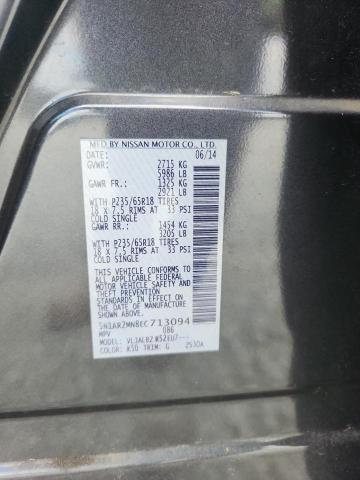 MFD. BY NISSAN MOTOR CO., LTD.
DATE: 06/14
GVWR: 2715 KG
5986 LB
GAWR FR.: 1325 KG
2921 LB
WITH P235/65R18 TIRES
18 X 7.5 RIMS AT 33 PSI
COLD SINGLE
GAWR RR.: 1454 KG
3205 LB
WITH P235/65R18 TIRES
18 X 7.5 RIMS AT 33 PSI
COLD SINGLE
THIS VEHICLE CONFORMS TO
ALL APPLICABLE FEDERAL
MOTOR VEHICLE SAFETY AND
THEFT PREVENTION
STANDARDS IN EFFECT ON
THE DATE OF MANUFACTURE
SHOWN ABOVE.
5N1AR2MN8EC713094
MPV 086
MODEL:
COLOR: K50 TRIM: G 2530A